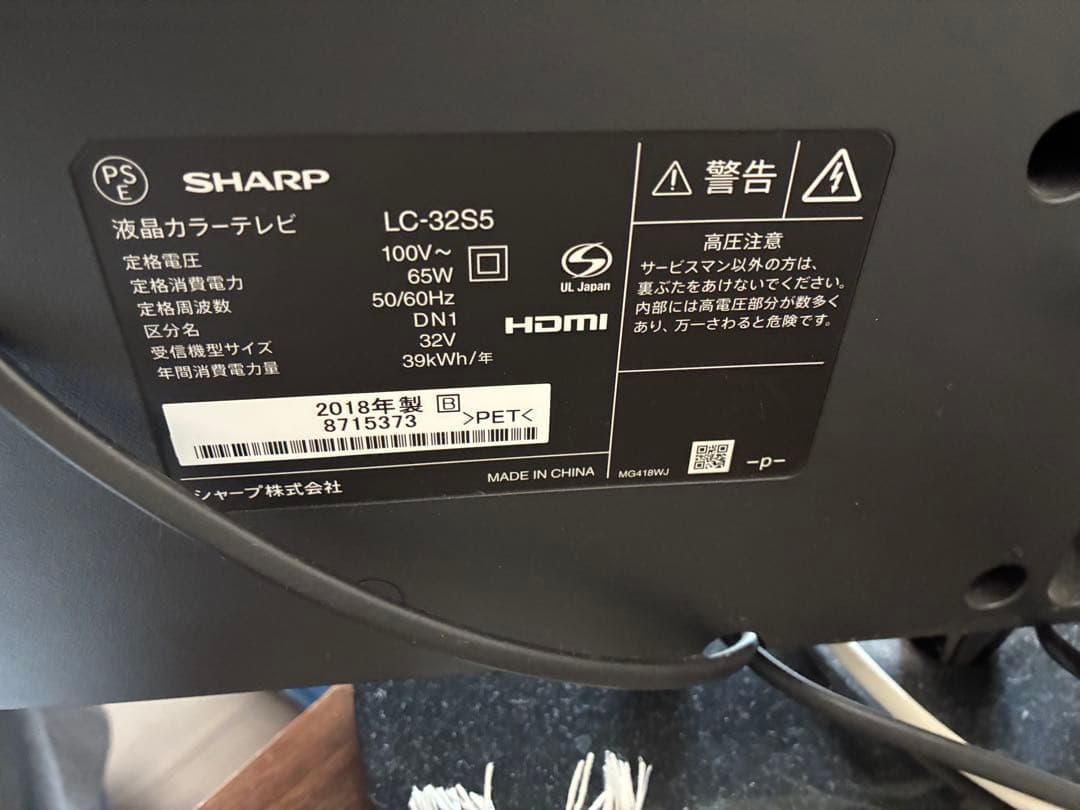 PS
E
SHARP
液晶カラーテレビ LC-32S5
定格電圧 100V～
定格消費電力 65W
定格周波数 50/60Hz
区分名 DN1
受信機型サイズ 32V
年間消費電力量 39kWh/年
UL Japan
HDMI
2018年製 B
8715373 >PET<
シャープ株式会社
MADE IN CHINA
警告
高圧注意
サービスマン以外の方は、
裏ぶたをあけないでください。
内部には高電圧部分が数多く
あり、万一さわると危険です。
MG418WJ
-p-